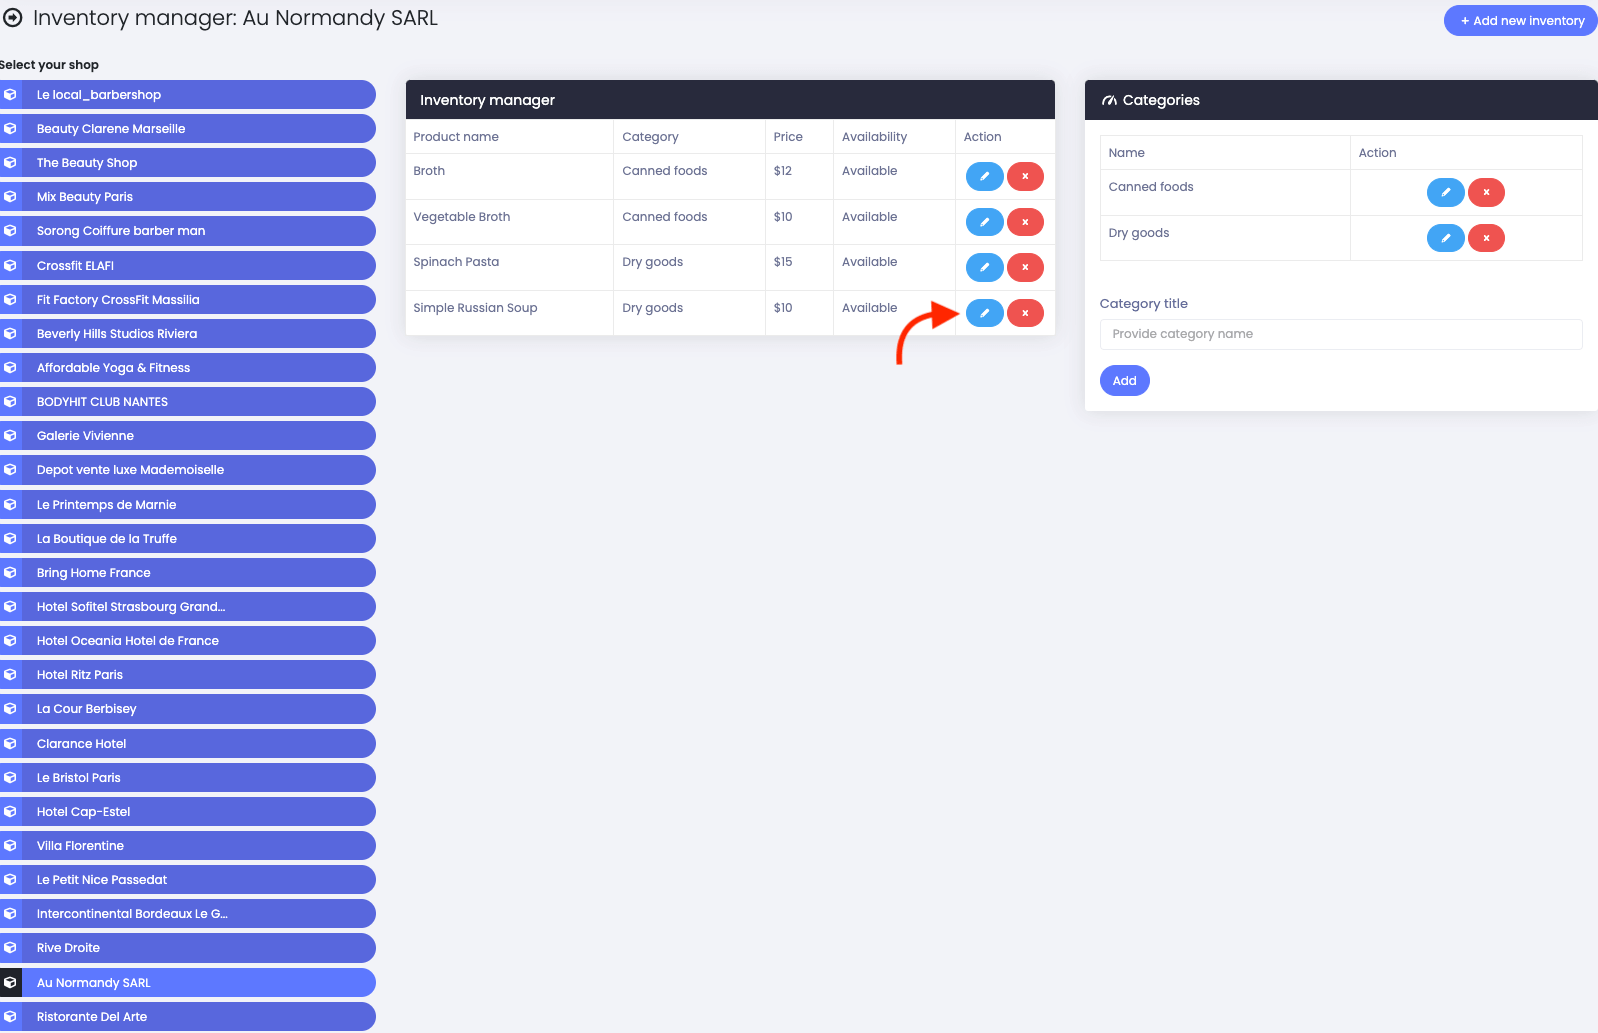 Inventory manager: Au Normandy SARL
+ Add new inventory
Select your shop
Le local_barbershop
Beauty Clarene Marseille
The Beauty Shop
Mix Beauty Paris
Sorong Coiffure barber man
Crossfit ELAFI
Fit Factory CrossFit Massilia
Beverly Hills Studios Riviera
Affordable Yoga & Fitness
BODYHIT CLUB NANTES
Galerie Vivienne
Depot vente luxe Mademoiselle
Le Printemps de Marnie
La Boutique de la Truffe
Bring Home France
Hotel Sofitel Strasbourg Grand...
Hotel Oceania Hotel de France
Hotel Ritz Paris
La Cour Berbisey
Clarance Hotel
Le Bristol Paris
Hotel Cap-Estel
Villa Florentine
Le Petit Nice Passedat
Intercontinental Bordeaux Le G...
Rive Droite
Au Normandy SARL
Ristorante Del Arte
Inventory manager
Product name Category Price Availability Action
Broth Canned foods $12 Available
Vegetable Broth Canned foods $10 Available
Spinach Pasta Dry goods $15 Available
Simple Russian Soup Dry goods $10 Available
Categories
Name Action
Canned foods
Dry goods
Category title
Provide category name
Add